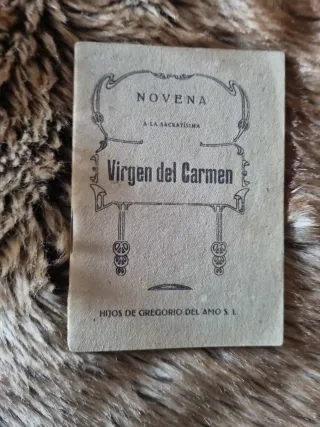 NOVENA
A LA SACRATÍSIMA
Virgen del Carmen
HIJOS DE GREGORIO DEL AMO S. L.